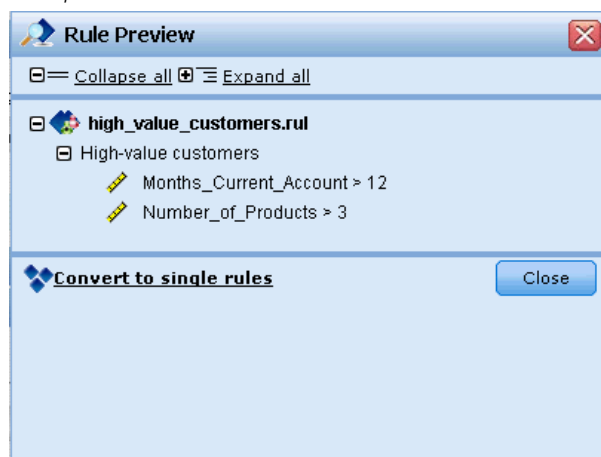 Rule Preview
Collapse all Expand all
high_value_customers.rul
High-value customers
Months_Current_Account > 12
Number_of_Products > 3
Convert to single rules Close